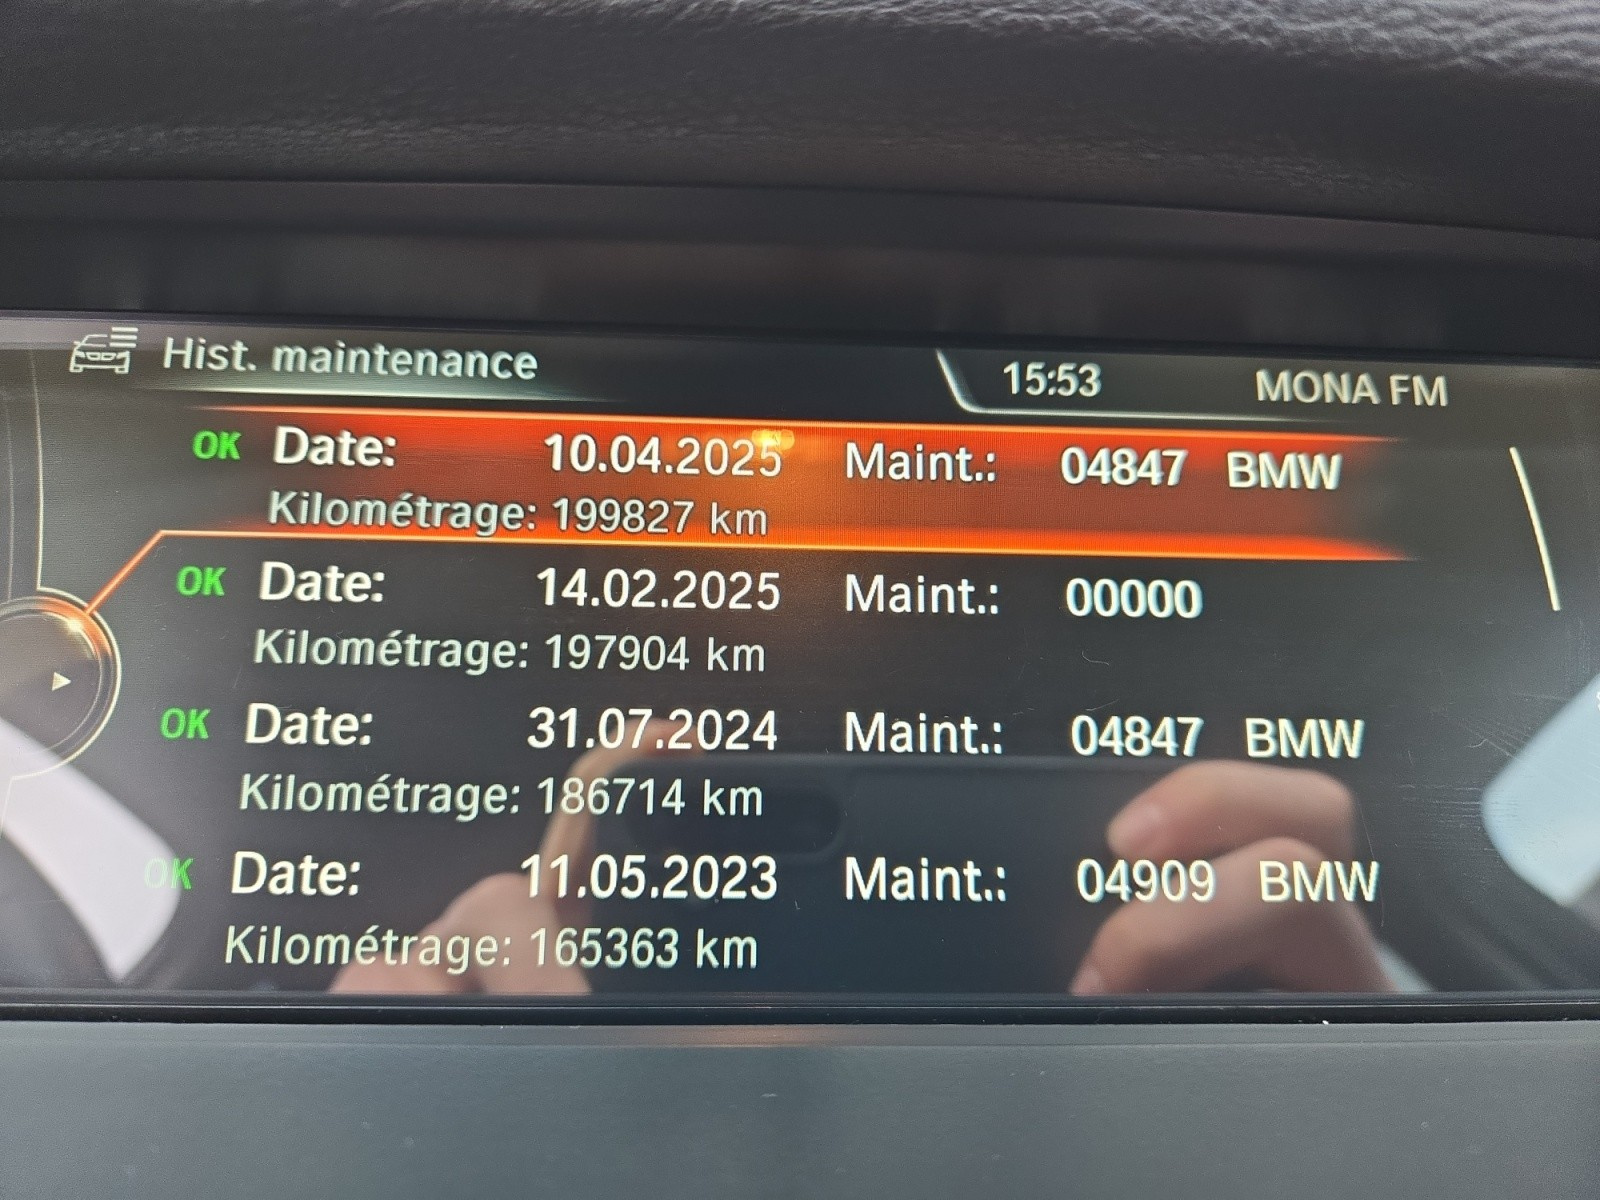 Hist. maintenance 15:53 MONA FM
OK Date: 10.04.2025 Maint.: 04847 BMW
Kilométrage: 199827 km
OK Date: 14.02.2025 Maint.: 00000
Kilométrage: 197904 km
OK Date: 31.07.2024 Maint.: 04847 BMW
Kilométrage: 186714 km
OK Date: 11.05.2023 Maint.: 04909 BMW
Kilométrage: 165363 km